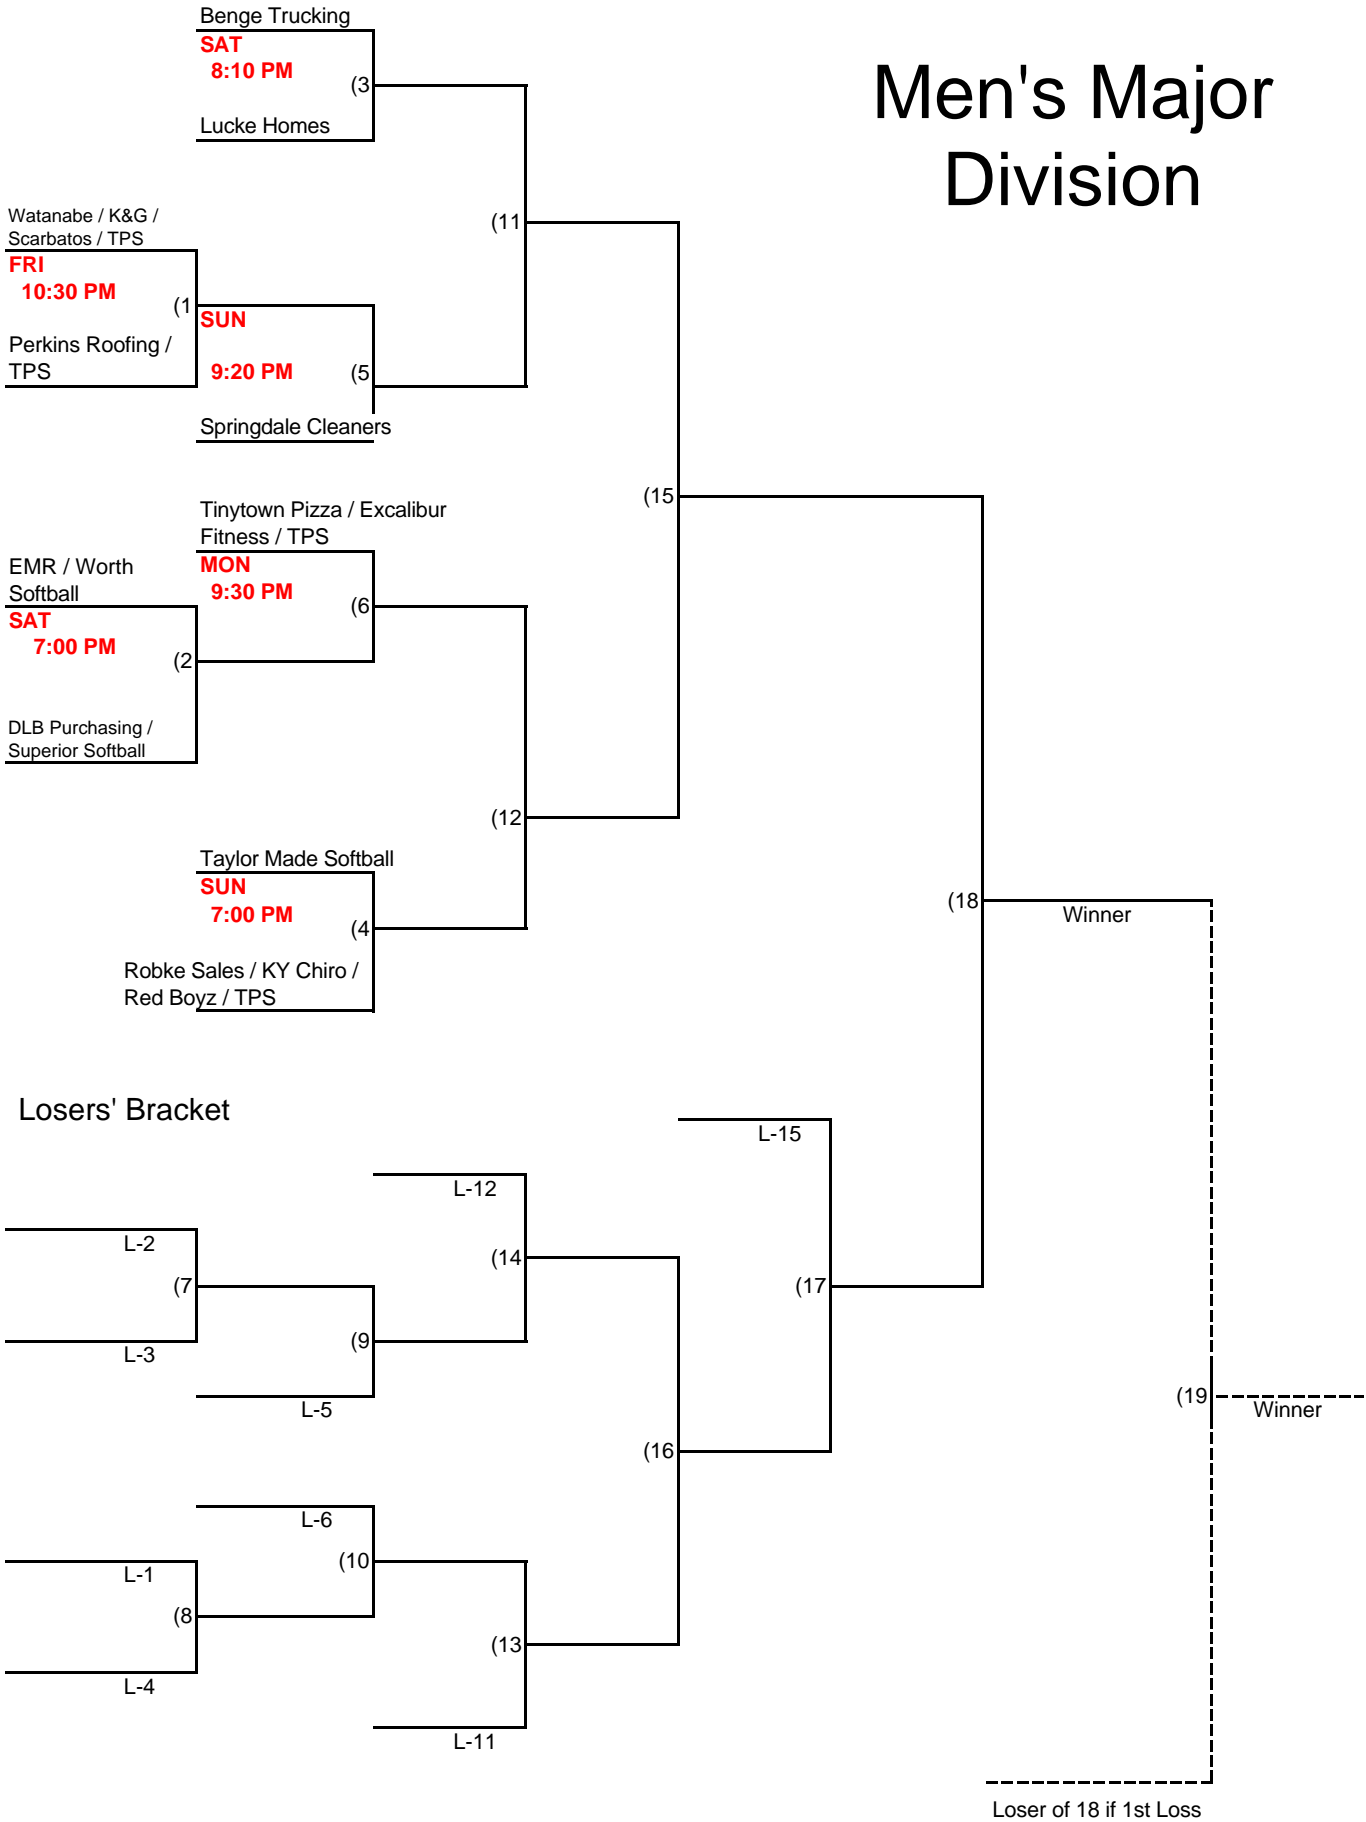 Men's Major
Division
Benge Trucking
SAT
8:10 PM
(3
Lucke Homes
(11
Watanabe / K&G /
Scarbatos / TPS
FRI
10:30 PM
(1
Perkins Roofing /
TPS
SUN
9:20 PM
(5
Springdale Cleaners
(15
Tinytown Pizza / Excalibur
Fitness / TPS
MON
9:30 PM
(6
EMR / Worth
Softball
SAT
7:00 PM
(2
DLB Purchasing /
Superior Softball
(12
Taylor Made Softball
SUN
7:00 PM
(4
Robke Sales / KY Chiro /
Red Boyz / TPS
(18
Winner
Losers' Bracket
L-15
L-12
L-2
(14
(7
(17
L-3
(9
L-5
(19
Winner
(16
L-6
L-1
(10
(8
(13
L-4
L-11
Loser of 18 if 1st Loss